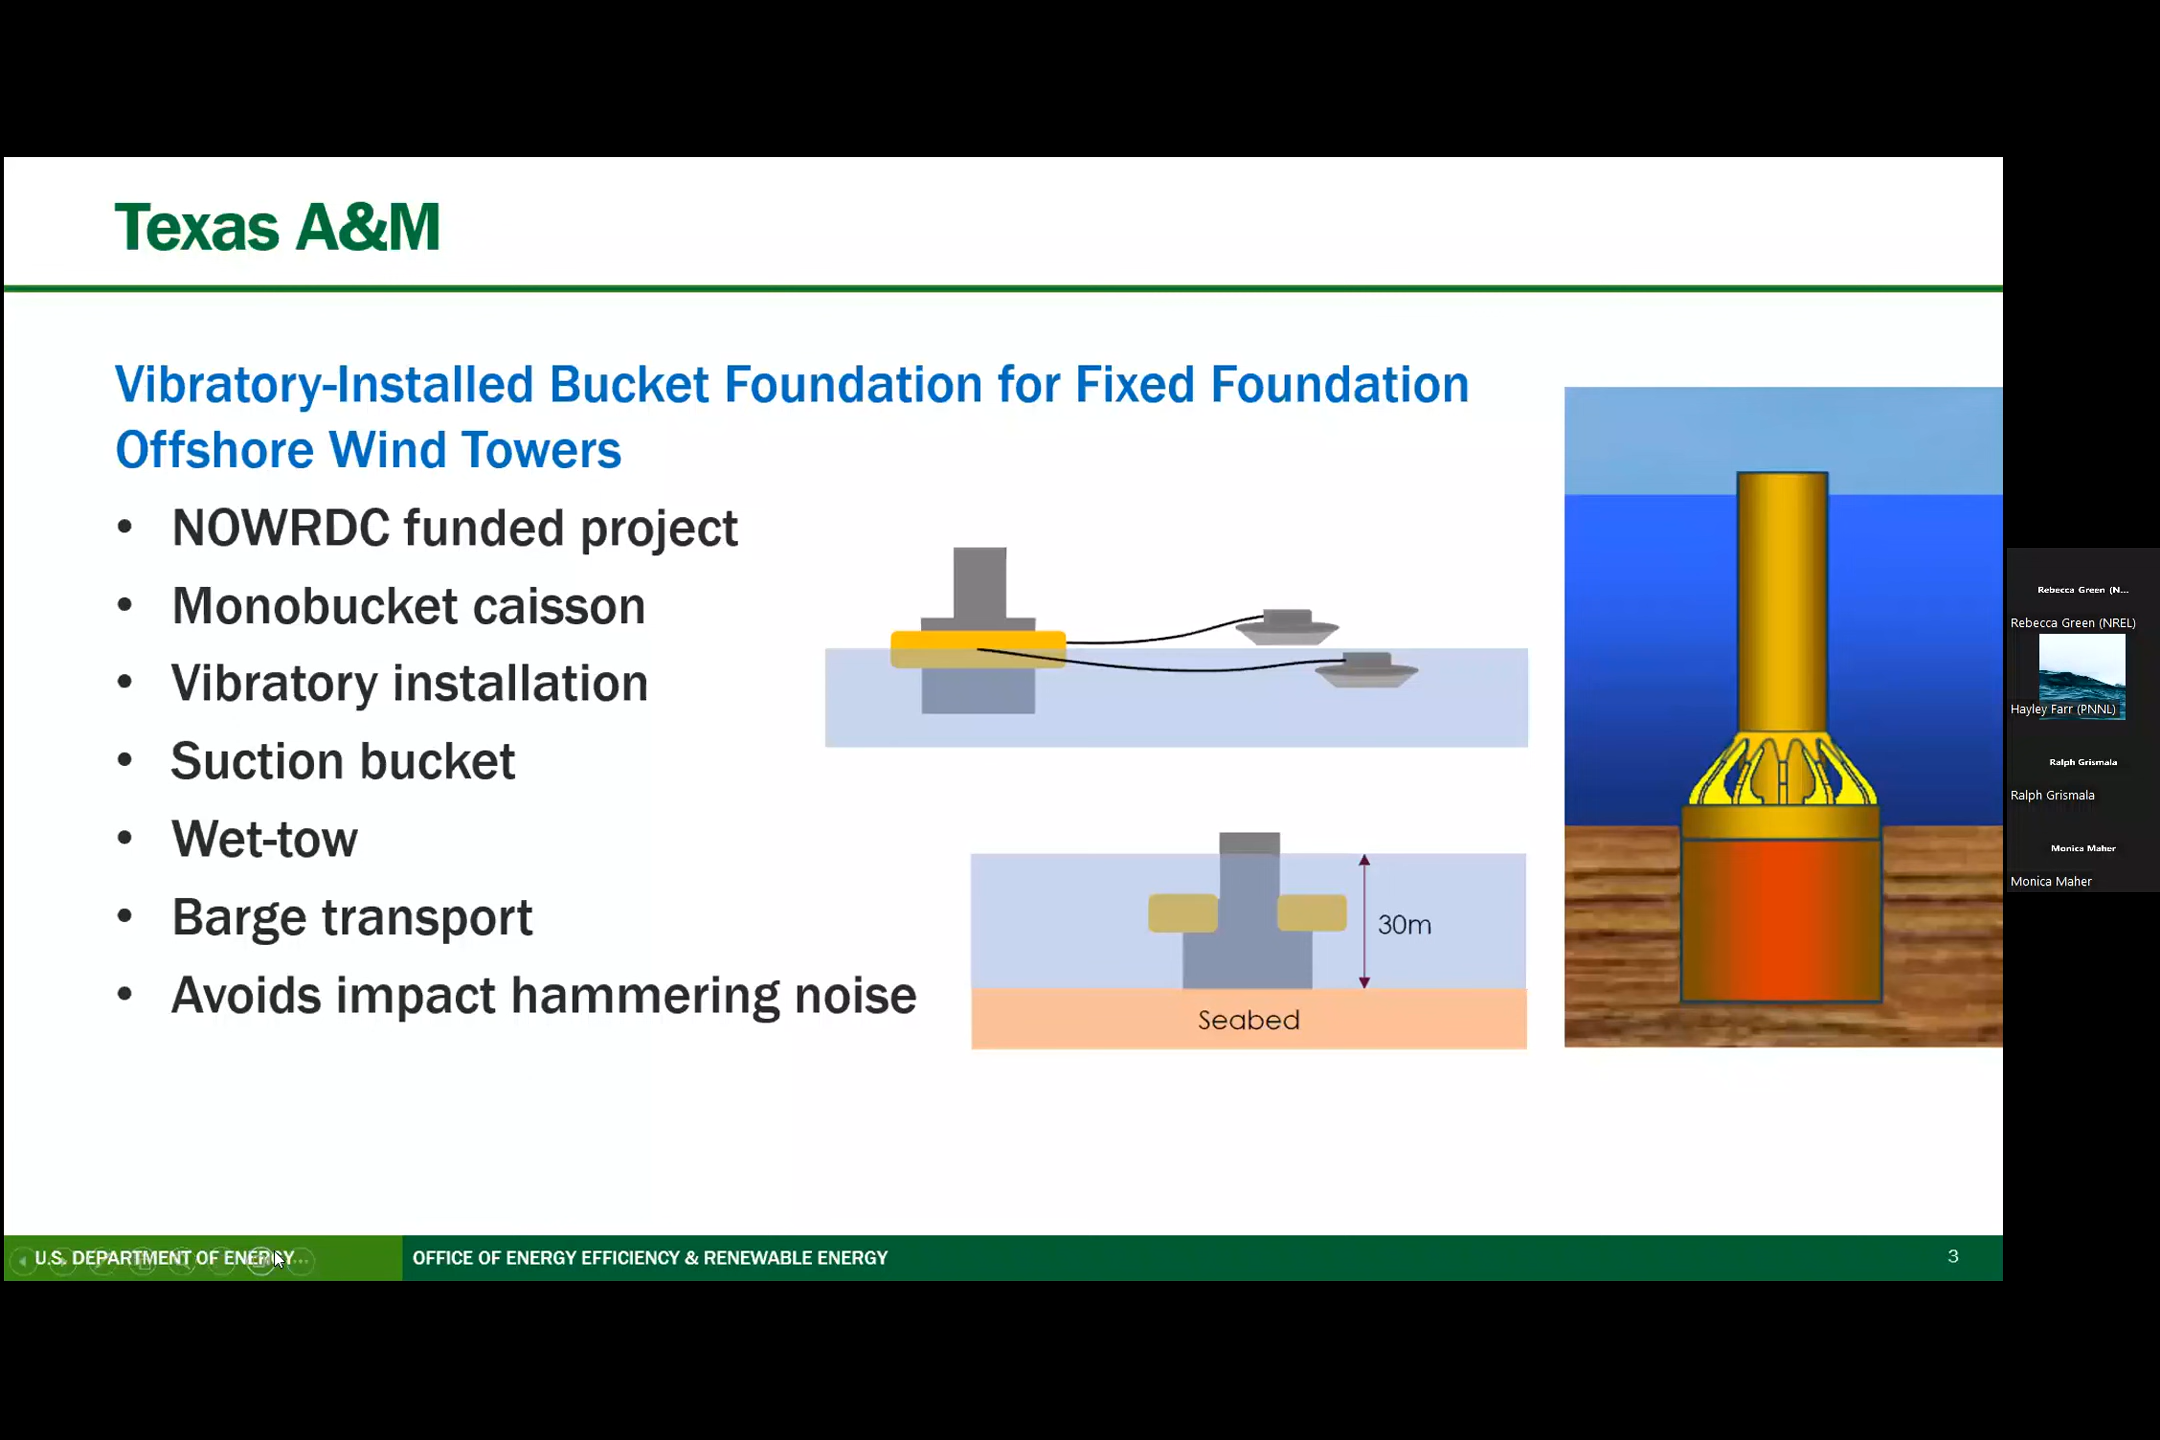 Texas A&M
Vibratory-Installed Bucket Foundation for Fixed Foundation
Offshore Wind Towers
• NOWRDC funded project
• Monobucket caisson
• Vibratory installation
• Suction bucket
• Wet-tow
• Barge transport
• Avoids impact hammering noise
30m
Seabed
U.S. DEPARTMENT OF ENERGY
OFFICE OF ENERGY EFFICIENCY & RENEWABLE ENERGY
3
Rebecca Green (N...
Rebecca Green (NREL)
Hayley Farr (PNNL)
Ralph Grismala
Ralph Grismala
Monica Maher
Monica Maher